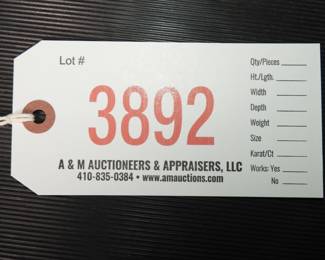 Lot #
3892
A & M AUCTIONEERS & APPRAISERS, LLC
410-835-0384 • www.amauctions.com
Qty/Pieces
Ht./Lgth.
Width
Depth
Weight
Size
Karat/Ct
Works: Yes
No